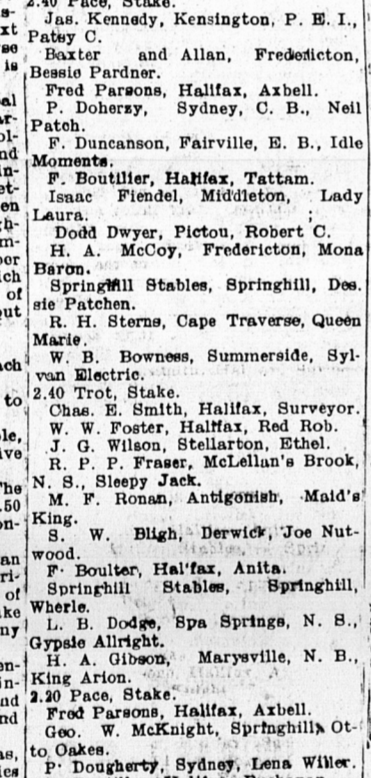 2.40 Pace, Stake.
Jas. Kennedy, Kensington, P. E. I.,
Patsy C.
Baxter and Allan, Fredericton,
Bessie Pardner.
Fred Parsons, Halifax, Axbell.
P. Doherzy, Sydney, C. B., Neil
Patch.
F. Duncanson, Fairville, E. B., Idle
Moments.
F. Boutilier, Halifax, Tattam.
Isaac Fiendel, Middleton, Lady
Laura.
Dodd Dwyer, Pictou, Robert C.
H. A. McCoy, Fredericton, Mona
Baron.
Springhill Stables, Springhill, Des.
sie Patchen.
R. H. Sterns, Cape Traverse, Queen
Marie.
W. B. Bowness, Summerside, Syl-
van Electric.
2.40 Trot, Stake.
Chas. E. Smith, Halifax, Surveyor.
W. W. Foster, Halifax, Red Rob.
J. G. Wilson, Stellarton, Ethel.
R. P. P. Fraser, McLellan's Brook,
N. S., Sleepy Jack.
M. F. Ronan, Antigonish, Maid's
King.
S. W. Bligh, Derwick, Joe Nut-
wood.
F. Boulter, Hal'fax, Anita.
Springhill Stables, Springhill,
Wherle.
L. B. Dodge, Spa Springs, N. S.,
Gypsie Allright.
H. A. Gibson, Marysville, N. B.,
King Arion.
2.20 Pace, Stake.
Fred Parsons, Halifax, Axbell.
Geo. W. McKnight, Springhill, Ot-
to Oakes.
P. Dougherty, Sydney, Lena Willer.